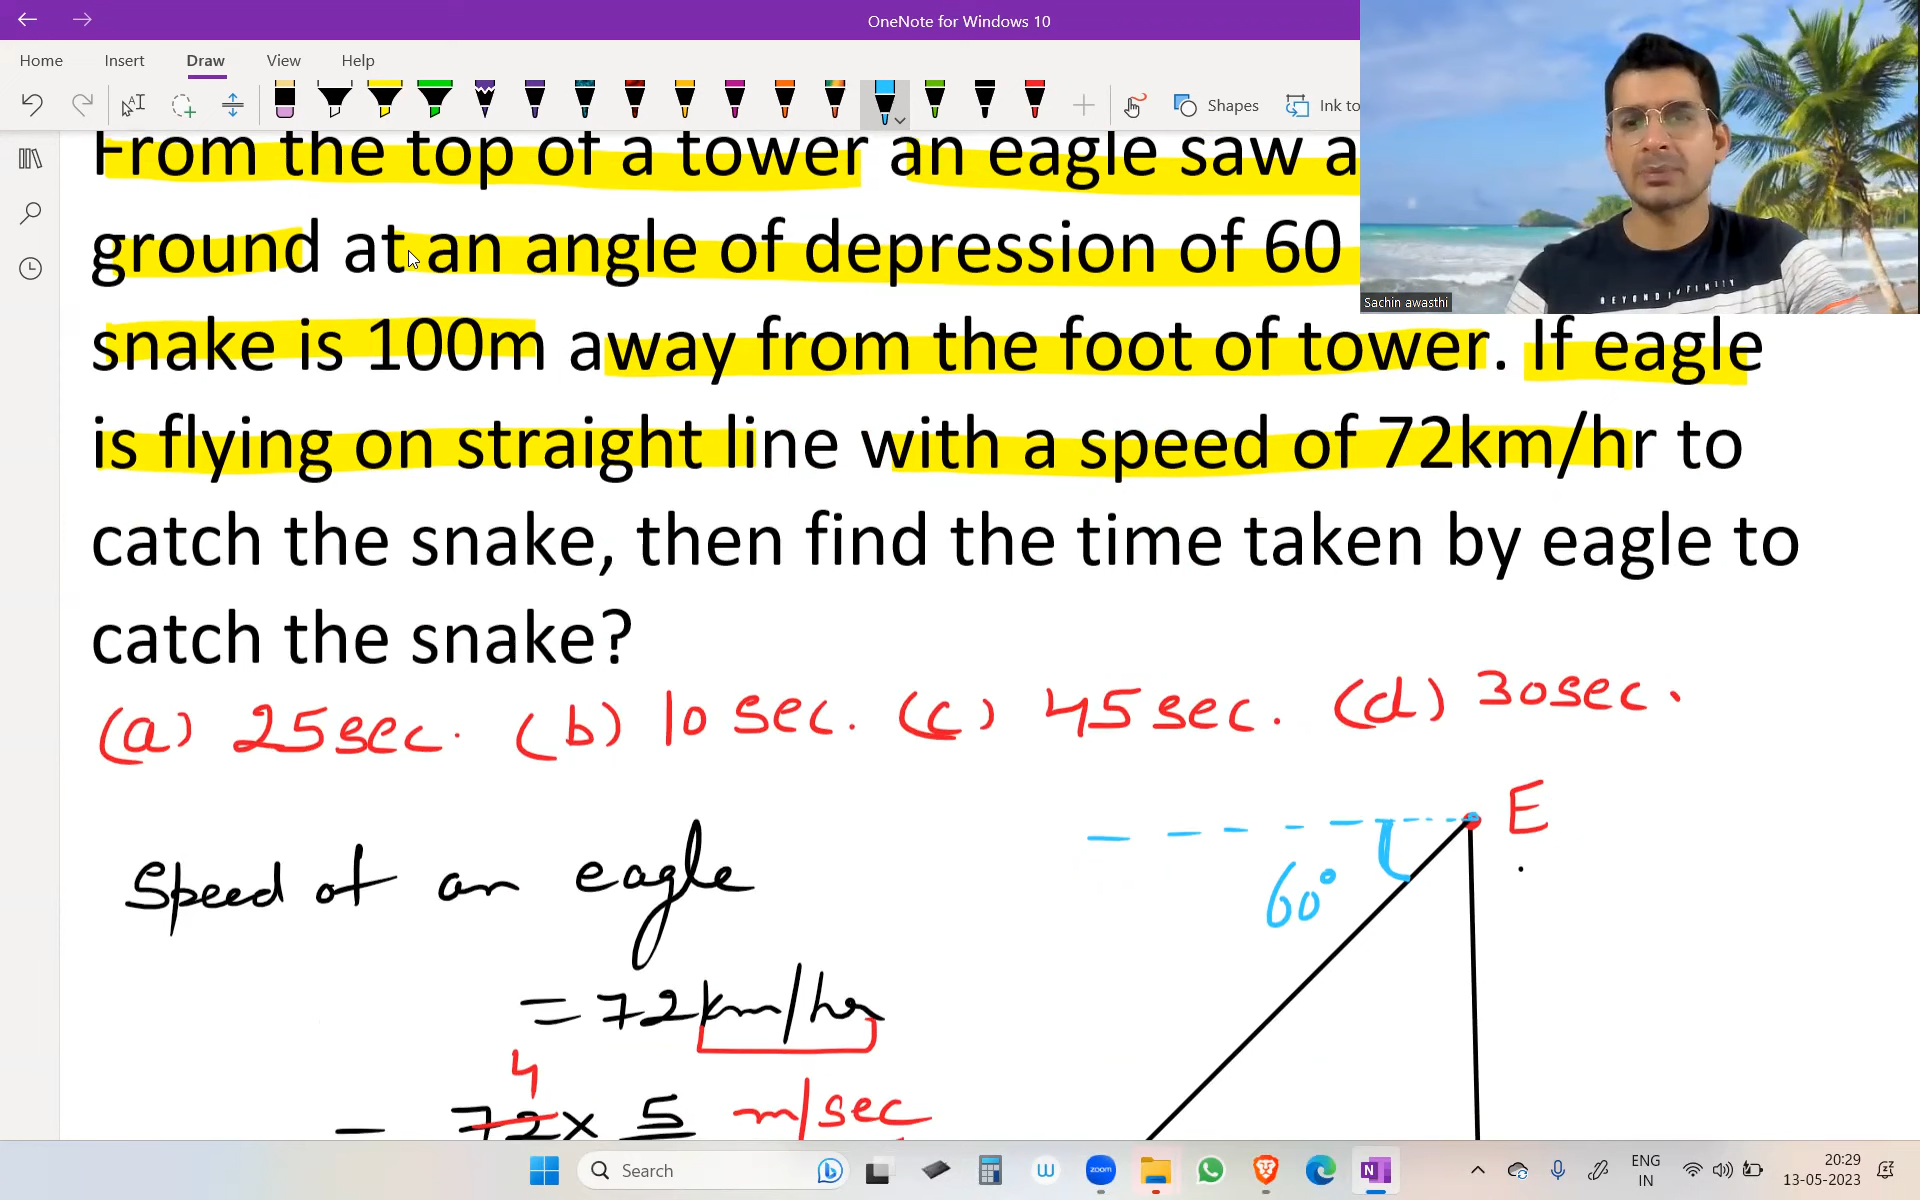 OneNote for Windows 10
Home Insert Draw View Help
Shapes Ink to
From the top of a tower an eagle saw a
ground at an angle of depression of 60
snake is 100m away from the foot of tower. If eagle
is flying on straight line with a speed of 72km/hr to
catch the snake, then find the time taken by eagle to
catch the snake?
(a) 25sec. (b) 10 sec. (c) 45sec. (d) 30sec.
E
60°
Speed of an eagle
= 72km/hr
4
= 72 × 5 m/sec
BEYOND INFINITY
Sachin awasthi
Search
zoom
ENG
IN
20:29
13-05-2023